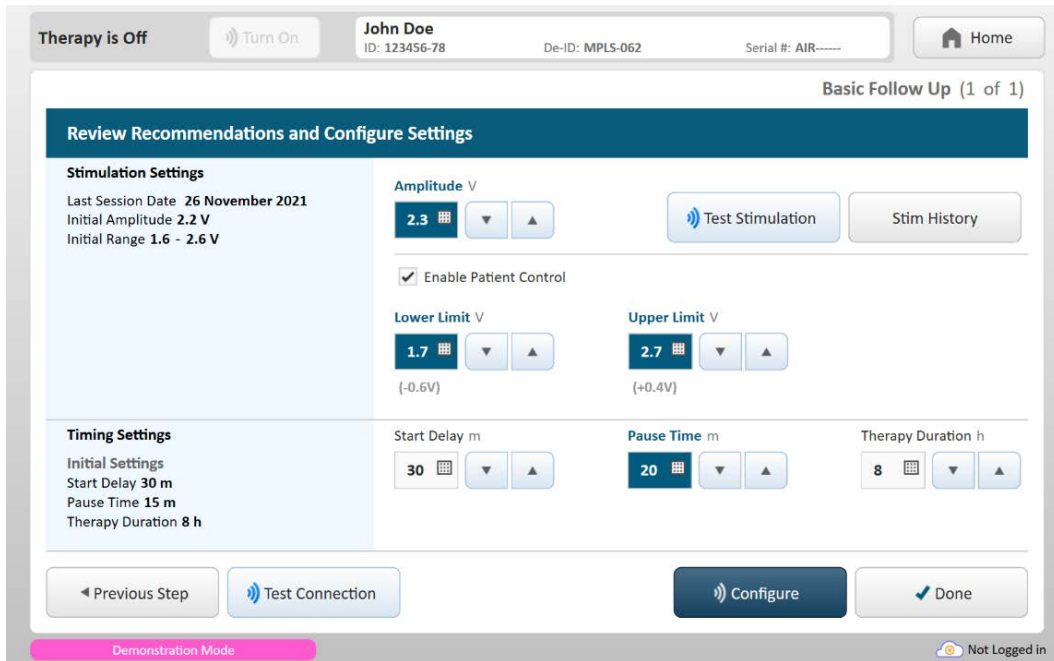 Therapy is Off
Turn On
John Doe
ID: 123456-78 De-ID: MPLS-062 Serial #: AIR------
Home
Basic Follow Up (1 of 1)
Review Recommendations and Configure Settings
Stimulation Settings
Last Session Date 26 November 2021
Initial Amplitude 2.2 V
Initial Range 1.6 - 2.6 V
Amplitude V
2.3
Test Stimulation
Stim History
Enable Patient Control
Lower Limit V
1.7
(-0.6V)
Upper Limit V
2.7
(+0.4V)
Timing Settings
Initial Settings
Start Delay 30 m
Pause Time 15 m
Therapy Duration 8 h
Start Delay m
30
Pause Time m
20
Therapy Duration h
8
Previous Step
Test Connection
Configure
Done
Demonstration Mode
Not Logged in